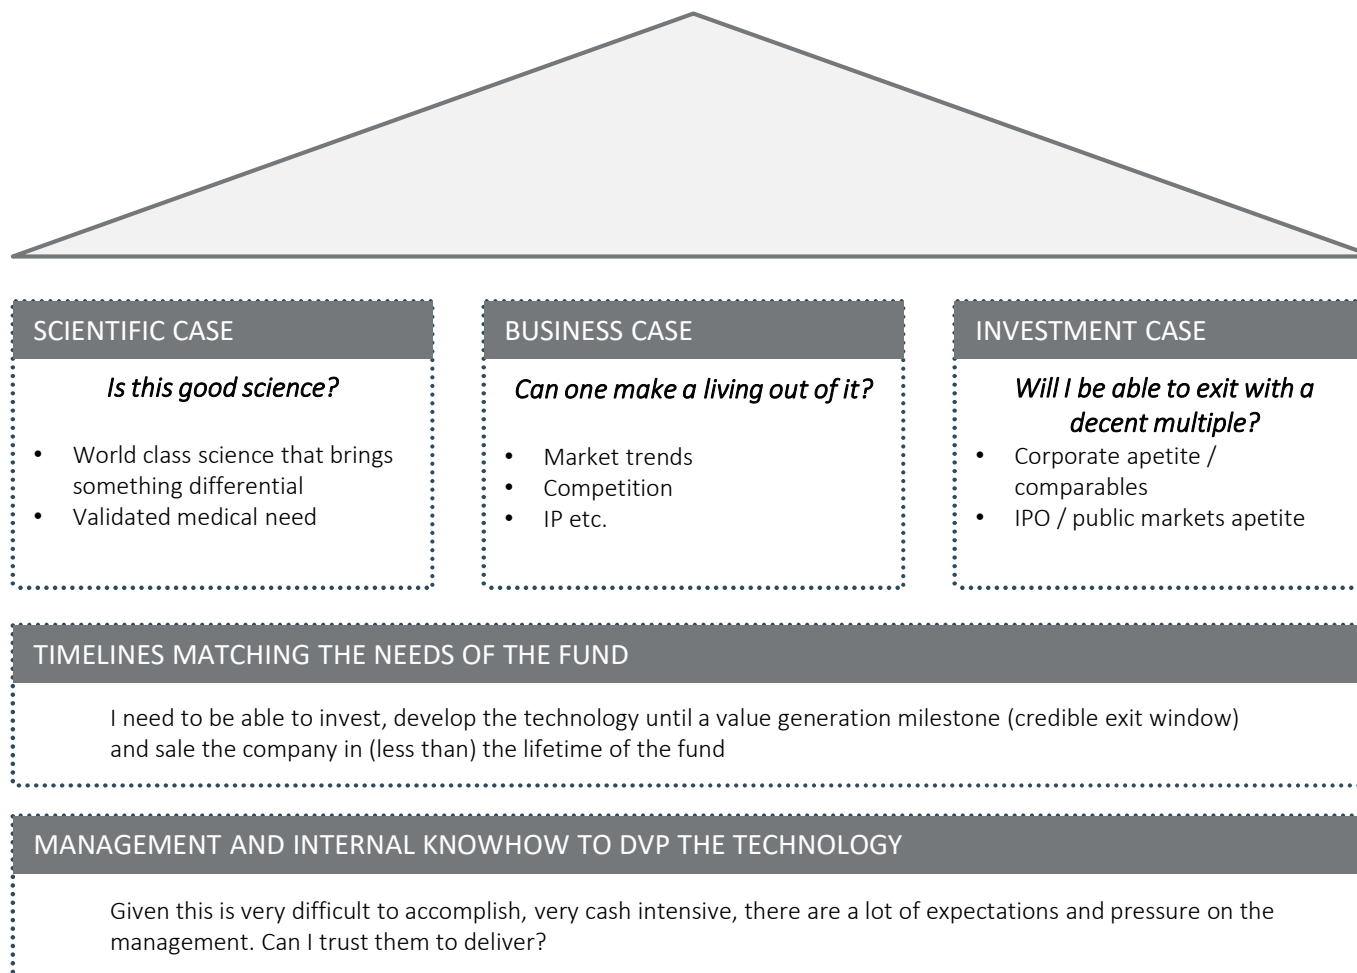 SCIENTIFIC CASE
Is this good science?
• World class science that brings
something differential
• Validated medical need
BUSINESS CASE
Can one make a living out of it?
• Market trends
• Competition
• IP etc.
INVESTMENT CASE
Will I be able to exit with a
decent multiple?
• Corporate apetite /
comparables
• IPO / public markets apetite
TIMELINES MATCHING THE NEEDS OF THE FUND
I need to be able to invest, develop the technology until a value generation milestone (credible exit window)
and sale the company in (less than) the lifetime of the fund
MANAGEMENT AND INTERNAL KNOWHOW TO DVP THE TECHNOLOGY
Given this is very difficult to accomplish, very cash intensive, there are a lot of expectations and pressure on the
management. Can I trust them to deliver?